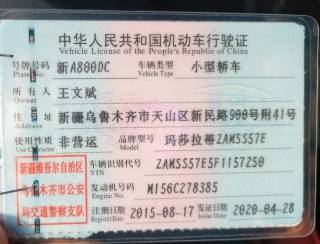 中华人民共和国机动车行驶证
Vehicle License of the People's Republic of China
号牌号码 新A800DC 车辆类型 小型轿车
Plate No. Vehicle Type
所有人 王文斌
Owner
住址 新疆乌鲁木齐市天山区新民路900号附41号
Address
使用性质 非营运 品牌型号 玛莎拉蒂ZAMSS57E
Use Character Model
新疆维吾尔自治区
乌鲁木齐市公安
局交通警察支队
车辆识别代号 ZAMSS57E5F1157250
VIN
发动机号码 M156C278385
Engine No.
注册日期 2015-08-17 发证日期 2020-04-28
Register Date Issue Date